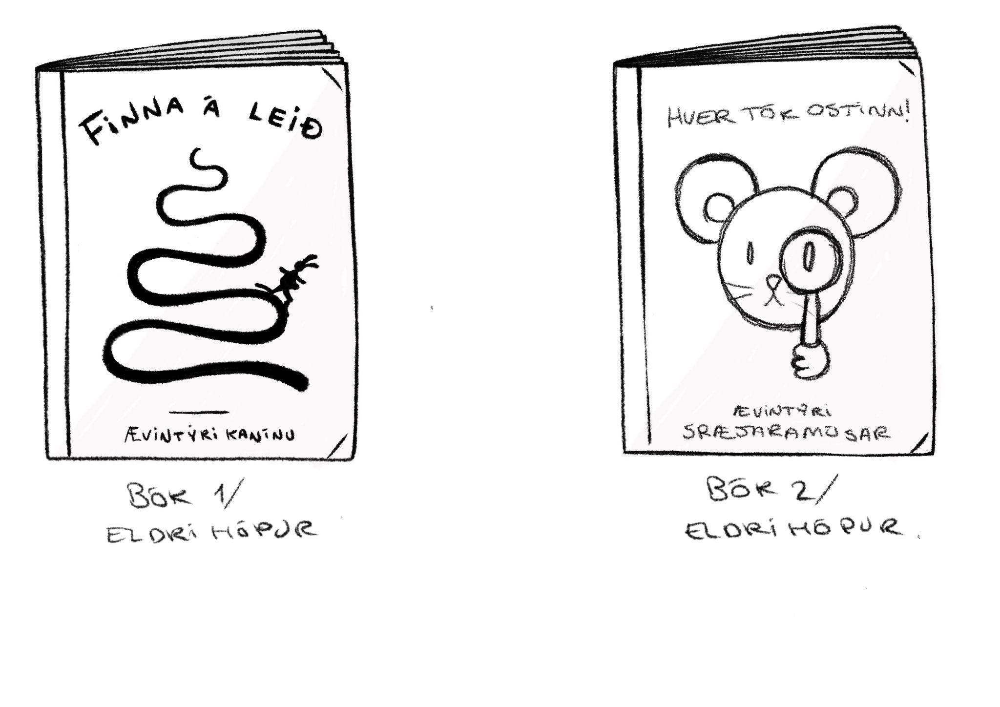 FINNA Á LEIÐ
ÆVINTÝRI KANÍNU
BÓK 1/
ELDRI HÓPUR
HVER TÓK OSTINN!
ÆVINTÝRI
SPÆJARAMÚSAR
BÓK 2/
ELDRI HÓPUR